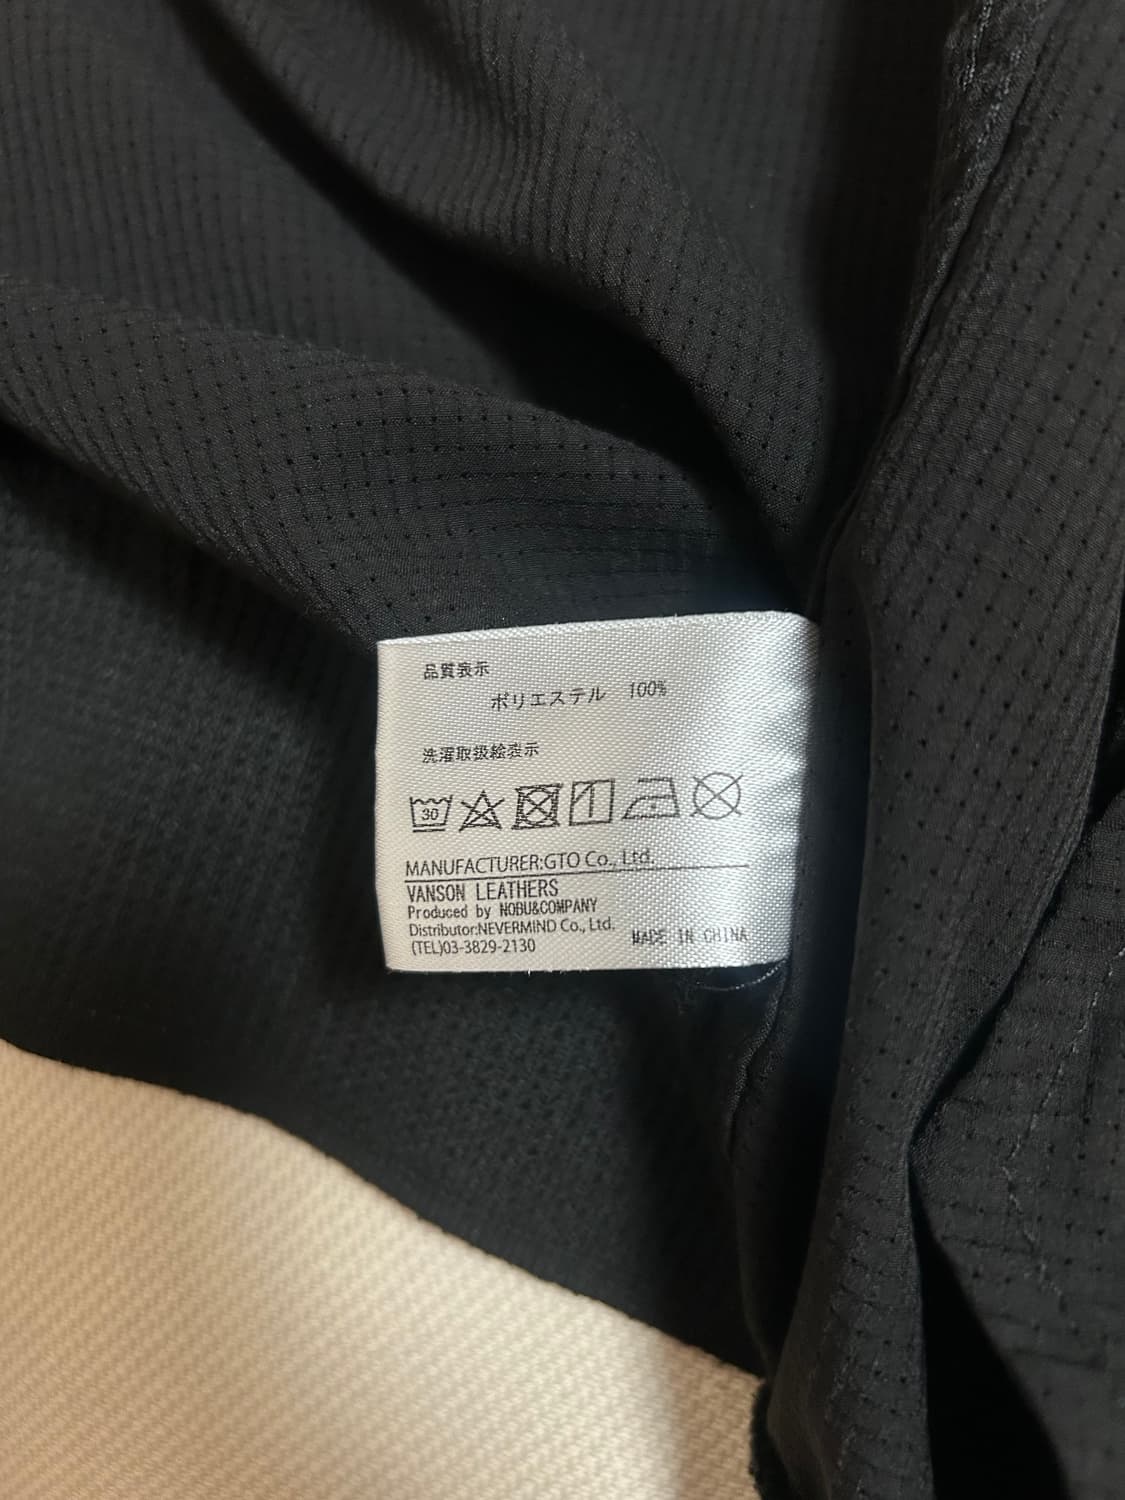 品質表示
ポリエステル 100%
洗濯取扱絵表示
30
MANUFACTURER:GTO Co., Ltd.
VANSON LEATHERS
Produced by NOBU&COMPANY
Distributor:NEVERMIND Co., Ltd.
(TEL)03-3829-2130
MADE IN CHINA